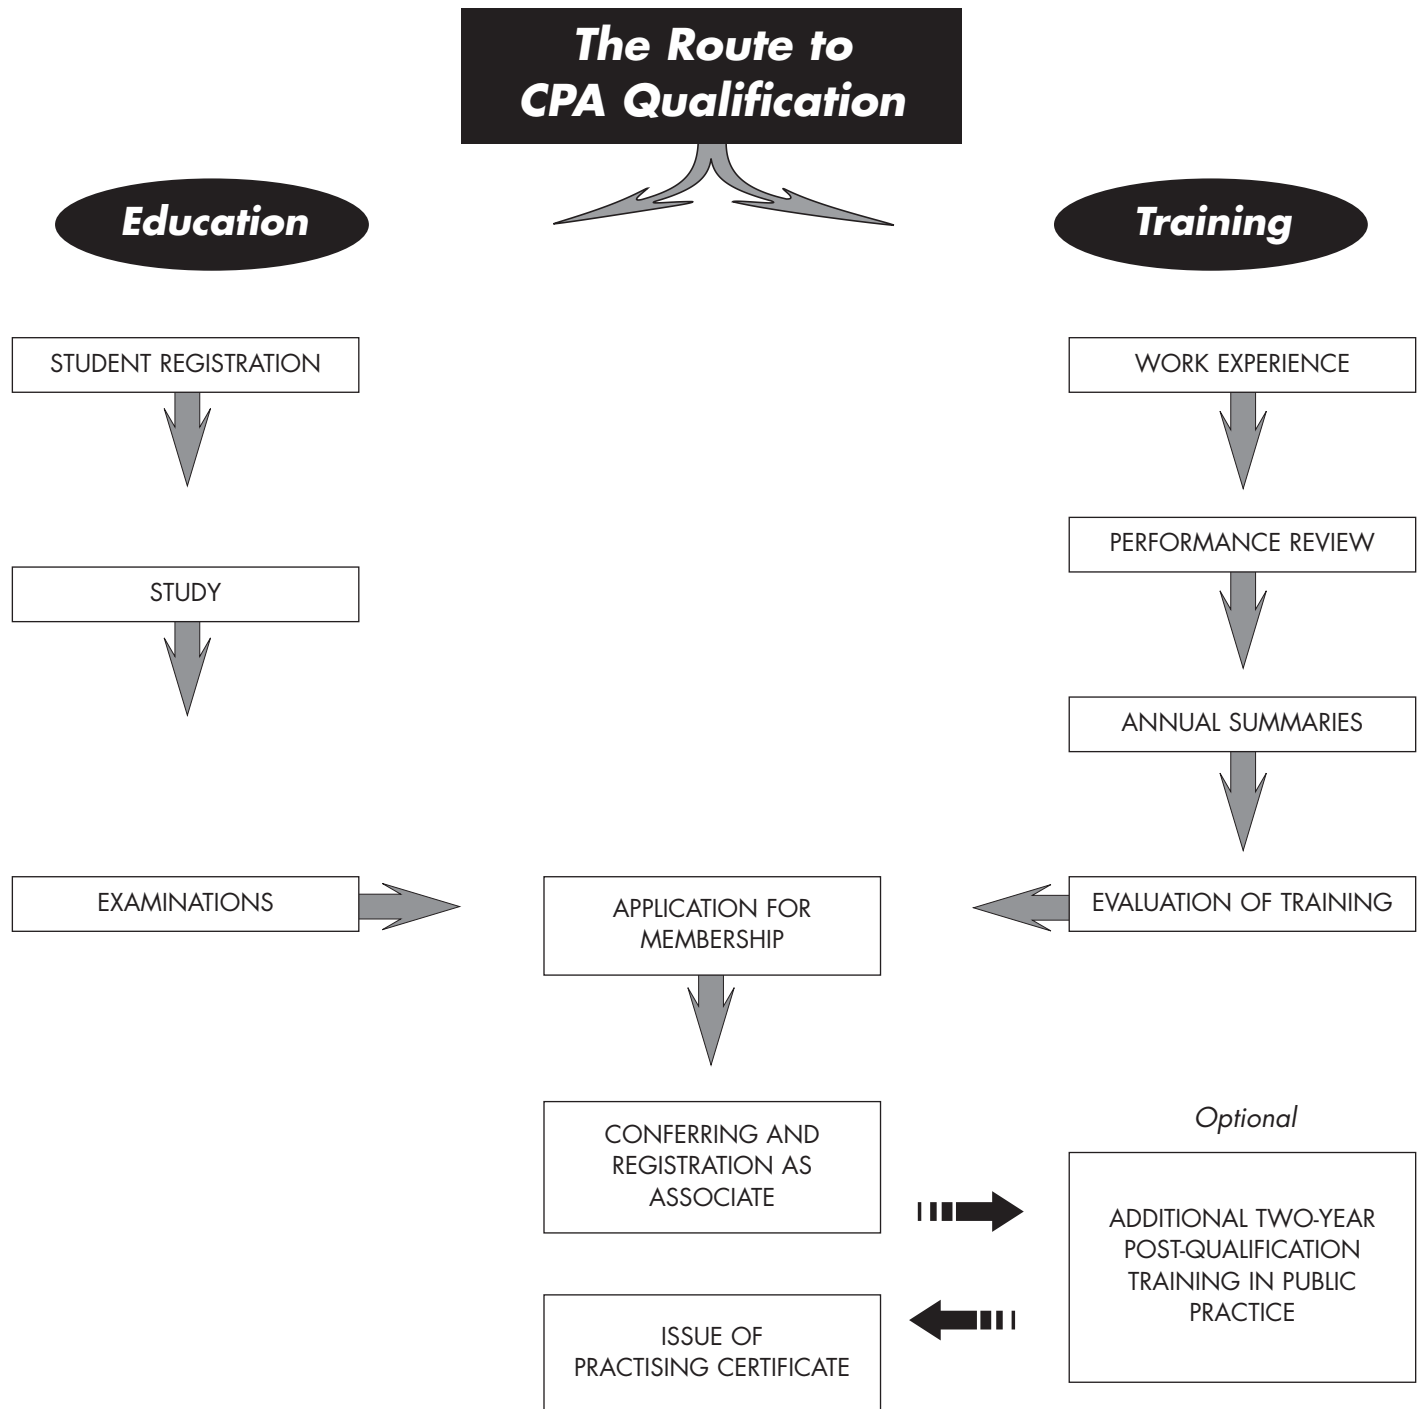 The Route to
CPA Qualification
Education
Training
STUDENT REGISTRATION
WORK EXPERIENCE
PERFORMANCE REVIEW
STUDY
ANNUAL SUMMARIES
EXAMINATIONS
APPLICATION FOR
MEMBERSHIP
EVALUATION OF TRAINING
CONFERRING AND
REGISTRATION AS
ASSOCIATE
Optional
ADDITIONAL TWO-YEAR
POST-QUALIFICATION
TRAINING IN PUBLIC
PRACTICE
ISSUE OF
PRACTISING CERTIFICATE